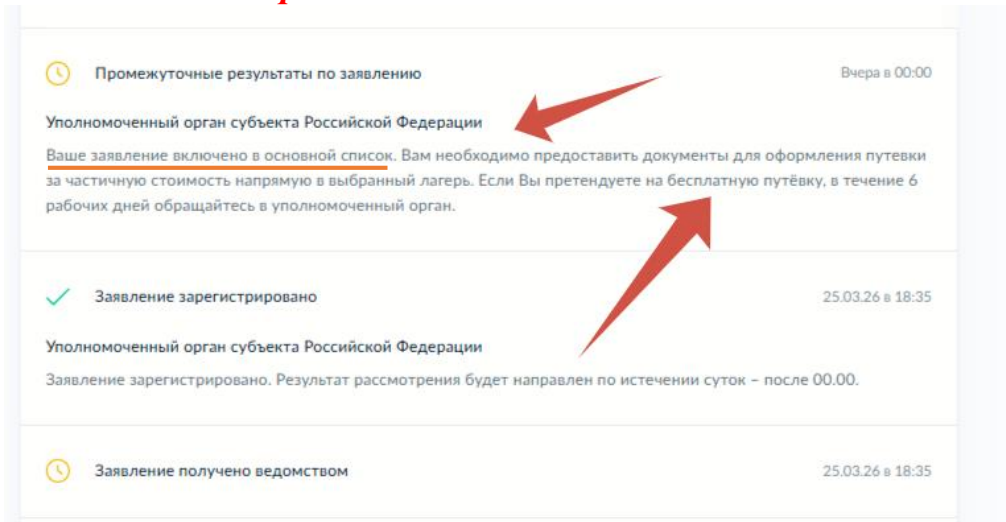 Промежуточные результаты по заявлению
Вчера в 00:00
Уполномоченный орган субъекта Российской Федерации
Ваше заявление включено в основной список. Вам необходимо предоставить документы для оформления путевки
за частичную стоимость напрямую в выбранный лагерь. Если Вы претендуете на бесплатную путёвку, в течение 6
рабочих дней обращайтесь в уполномоченный орган.
Заявление зарегистрировано
25.03.26 в 18:35
Уполномоченный орган субъекта Российской Федерации
Заявление зарегистрировано. Результат рассмотрения будет направлен по истечении суток – после 00.00.
Заявление получено ведомством
25.03.26 в 18:35